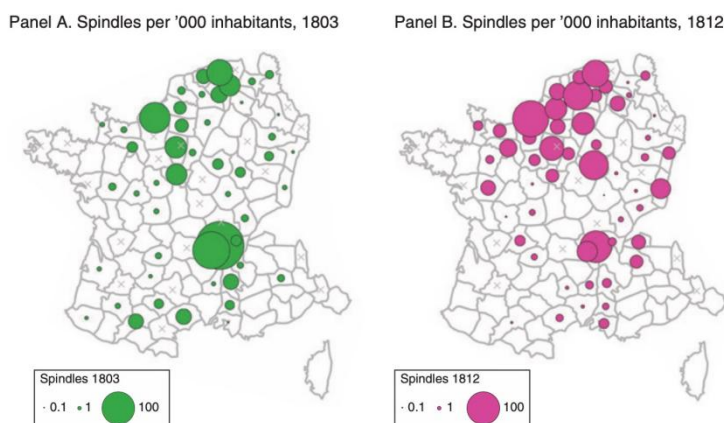 Panel A. Spindles per ’000 inhabitants, 1803
Panel B. Spindles per ’000 inhabitants, 1812
Spindles 1803
0.1 1 100
Spindles 1812
0.1 1 100